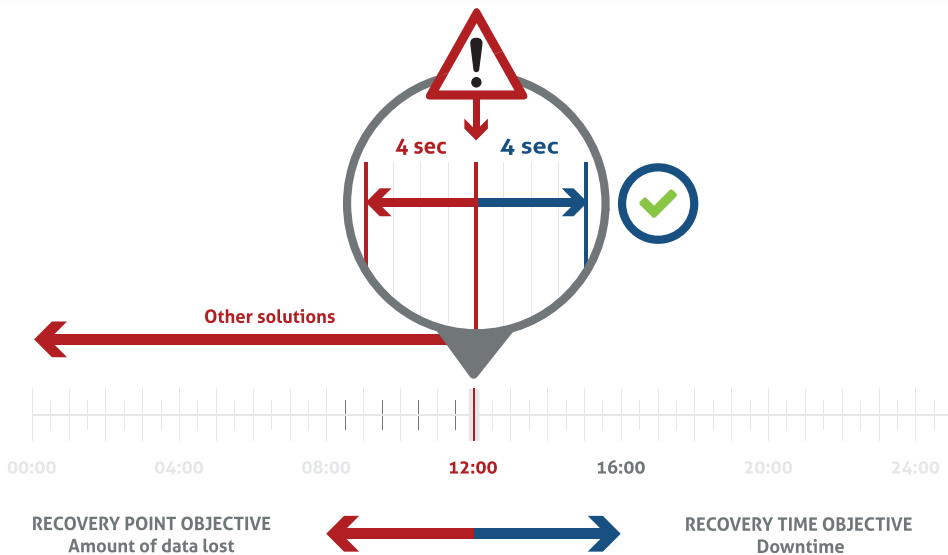 4 sec
4 sec
Other solutions
00:00
04:00
08:00
12:00
16:00
20:00
24:00
RECOVERY POINT OBJECTIVE
Amount of data lost
RECOVERY TIME OBJECTIVE
Downtime